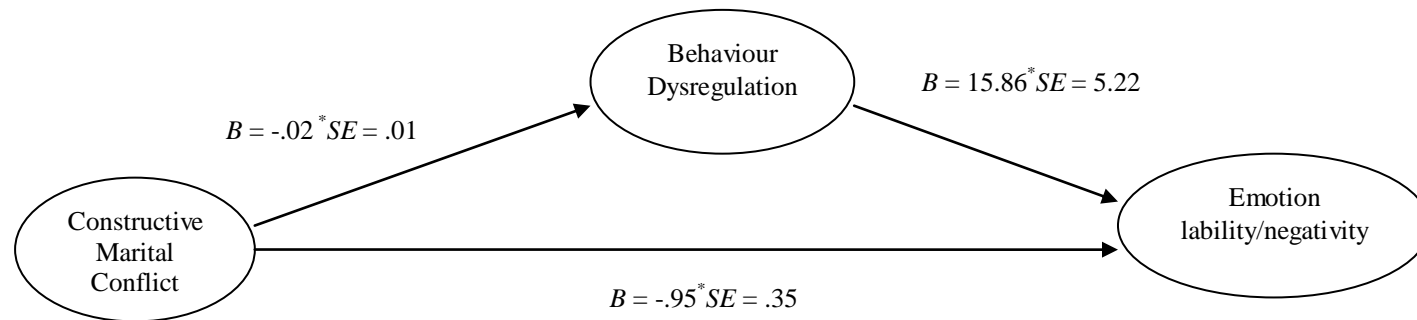 Behaviour
Dysregulation
B = 15.86*SE = 5.22
B = -.02 *SE = .01
Emotion
lability/negativity
Constructive
Marital
Conflict
B = -.95*SE = .35